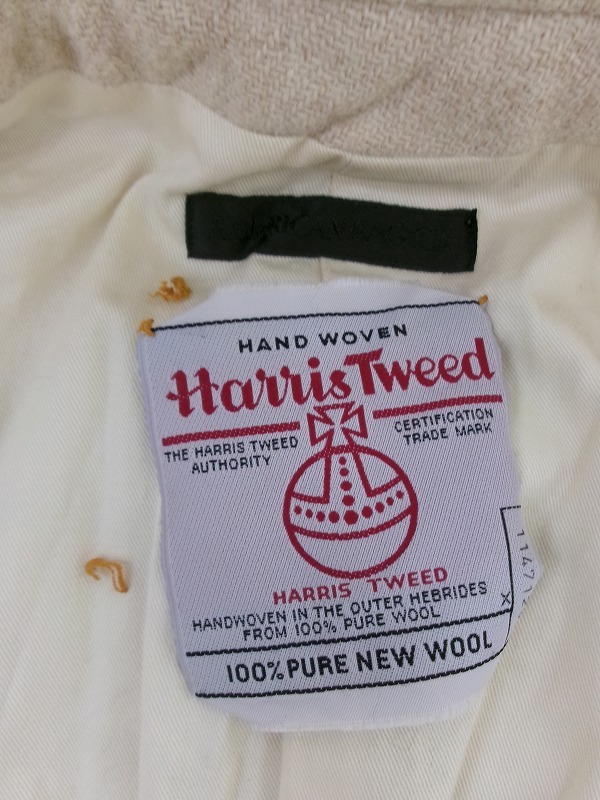 HAND WOVEN
Harris Tweed
THE HARRIS TWEED
AUTHORITY
CERTIFICATION
TRADE MARK
HARRIS TWEED
HANDWOVEN IN THE OUTER HEBRIDES
FROM 100% PURE WOOL
100% PURE NEW WOOL
X